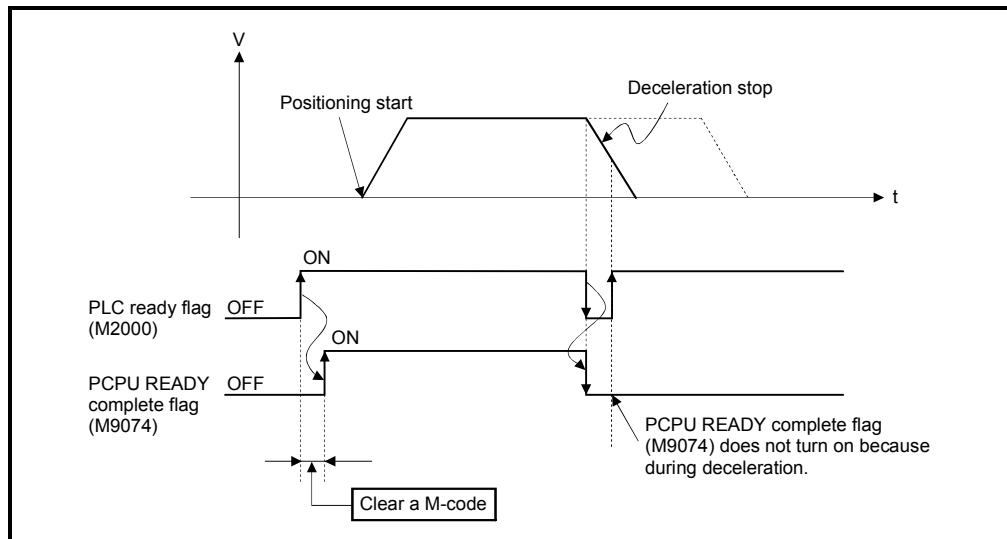 V
Deceleration stop
Positioning start
t
ON
PLC ready flag
(M2000)
OFF
ON
PCPU READY
complete flag
(M9074)
OFF
PCPU READY complete flag
(M9074) does not turn on because
during deceleration.
Clear a M-code